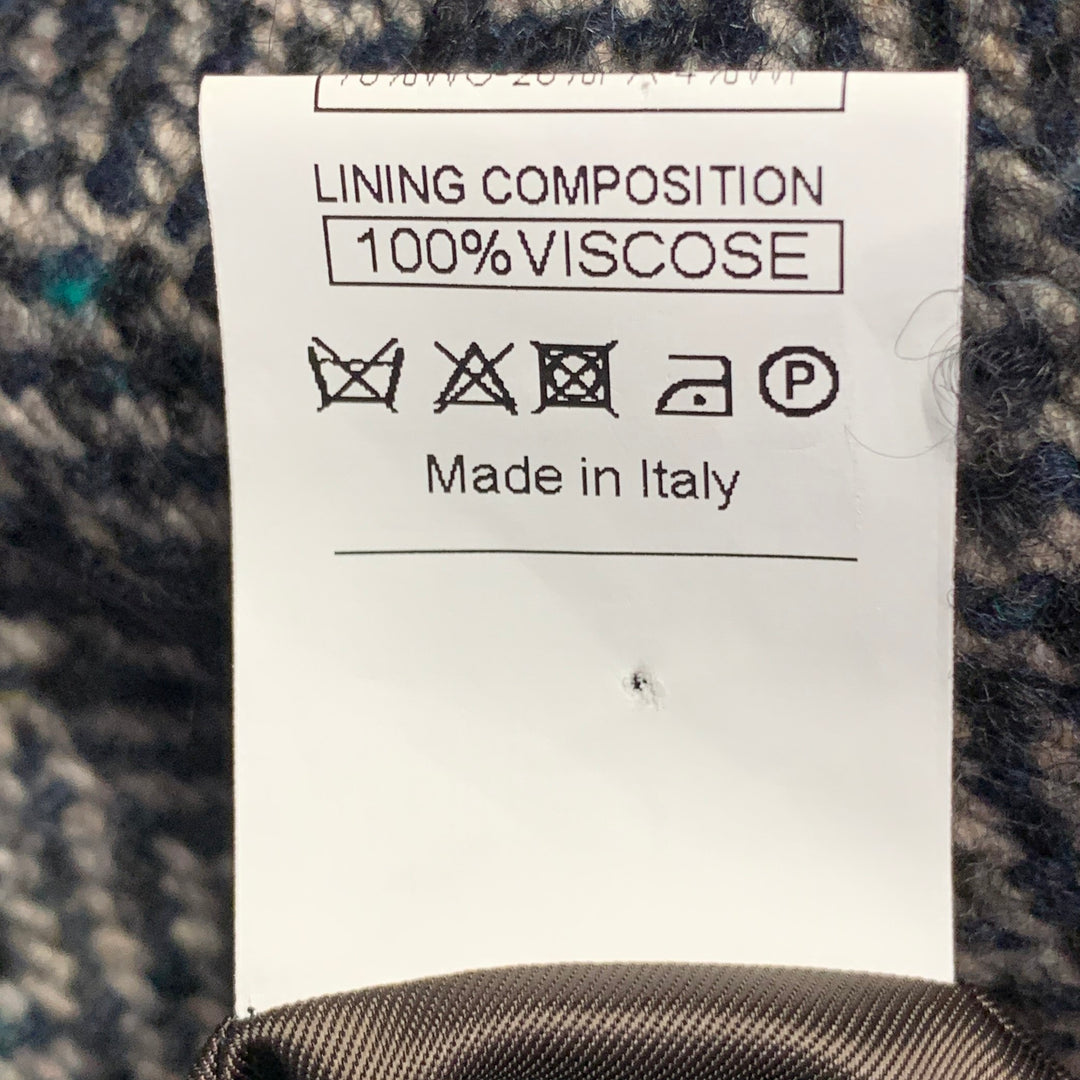 LINING COMPOSITION
100%VISCOSE
P
Made in Italy